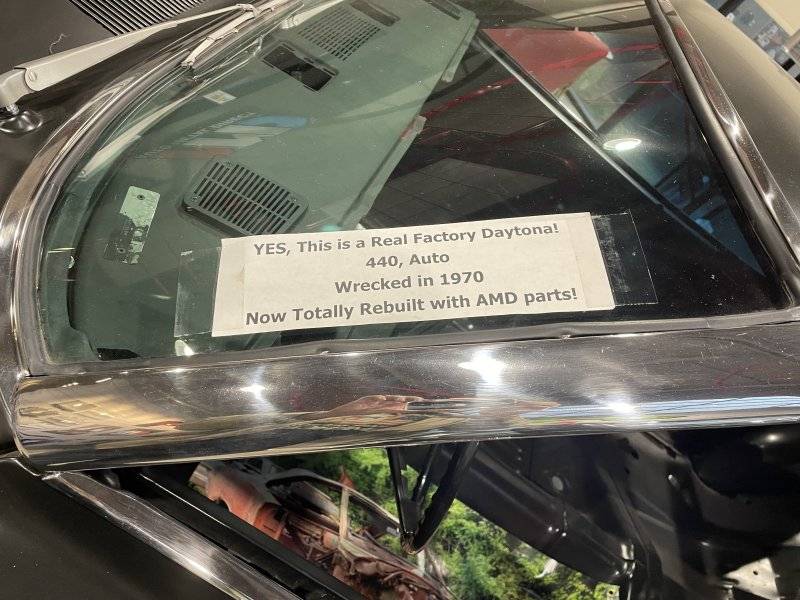 YES, This is a Real Factory Daytona!
440, Auto
Wrecked in 1970
Now Totally Rebuilt with AMD parts!